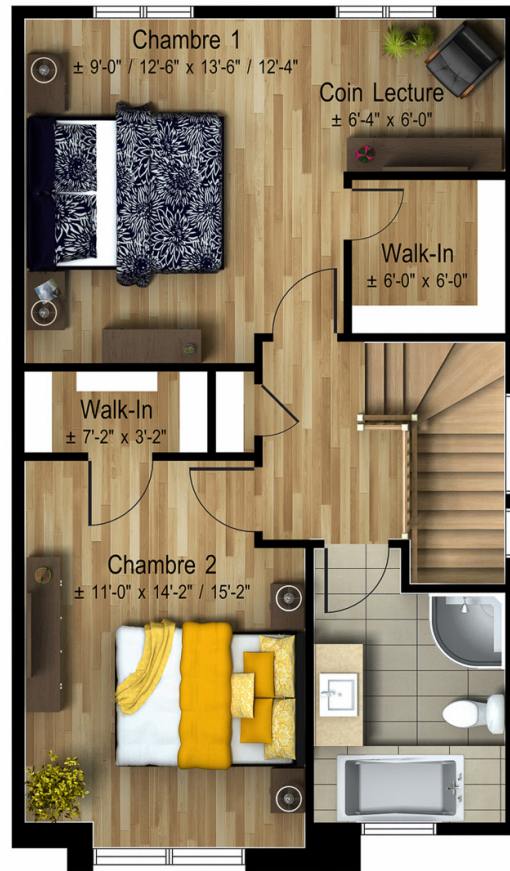 Chambre 1
± 9'-0" / 12'-6" x 13'-6" / 12'-4"
Coin Lecture
± 6'-4" x 6'-0"
Walk-In
± 6'-0" x 6'-0"
Walk-In
± 7'-2" x 3'-2"
Chambre 2
± 11'-0" x 14'-2" / 15'-2"